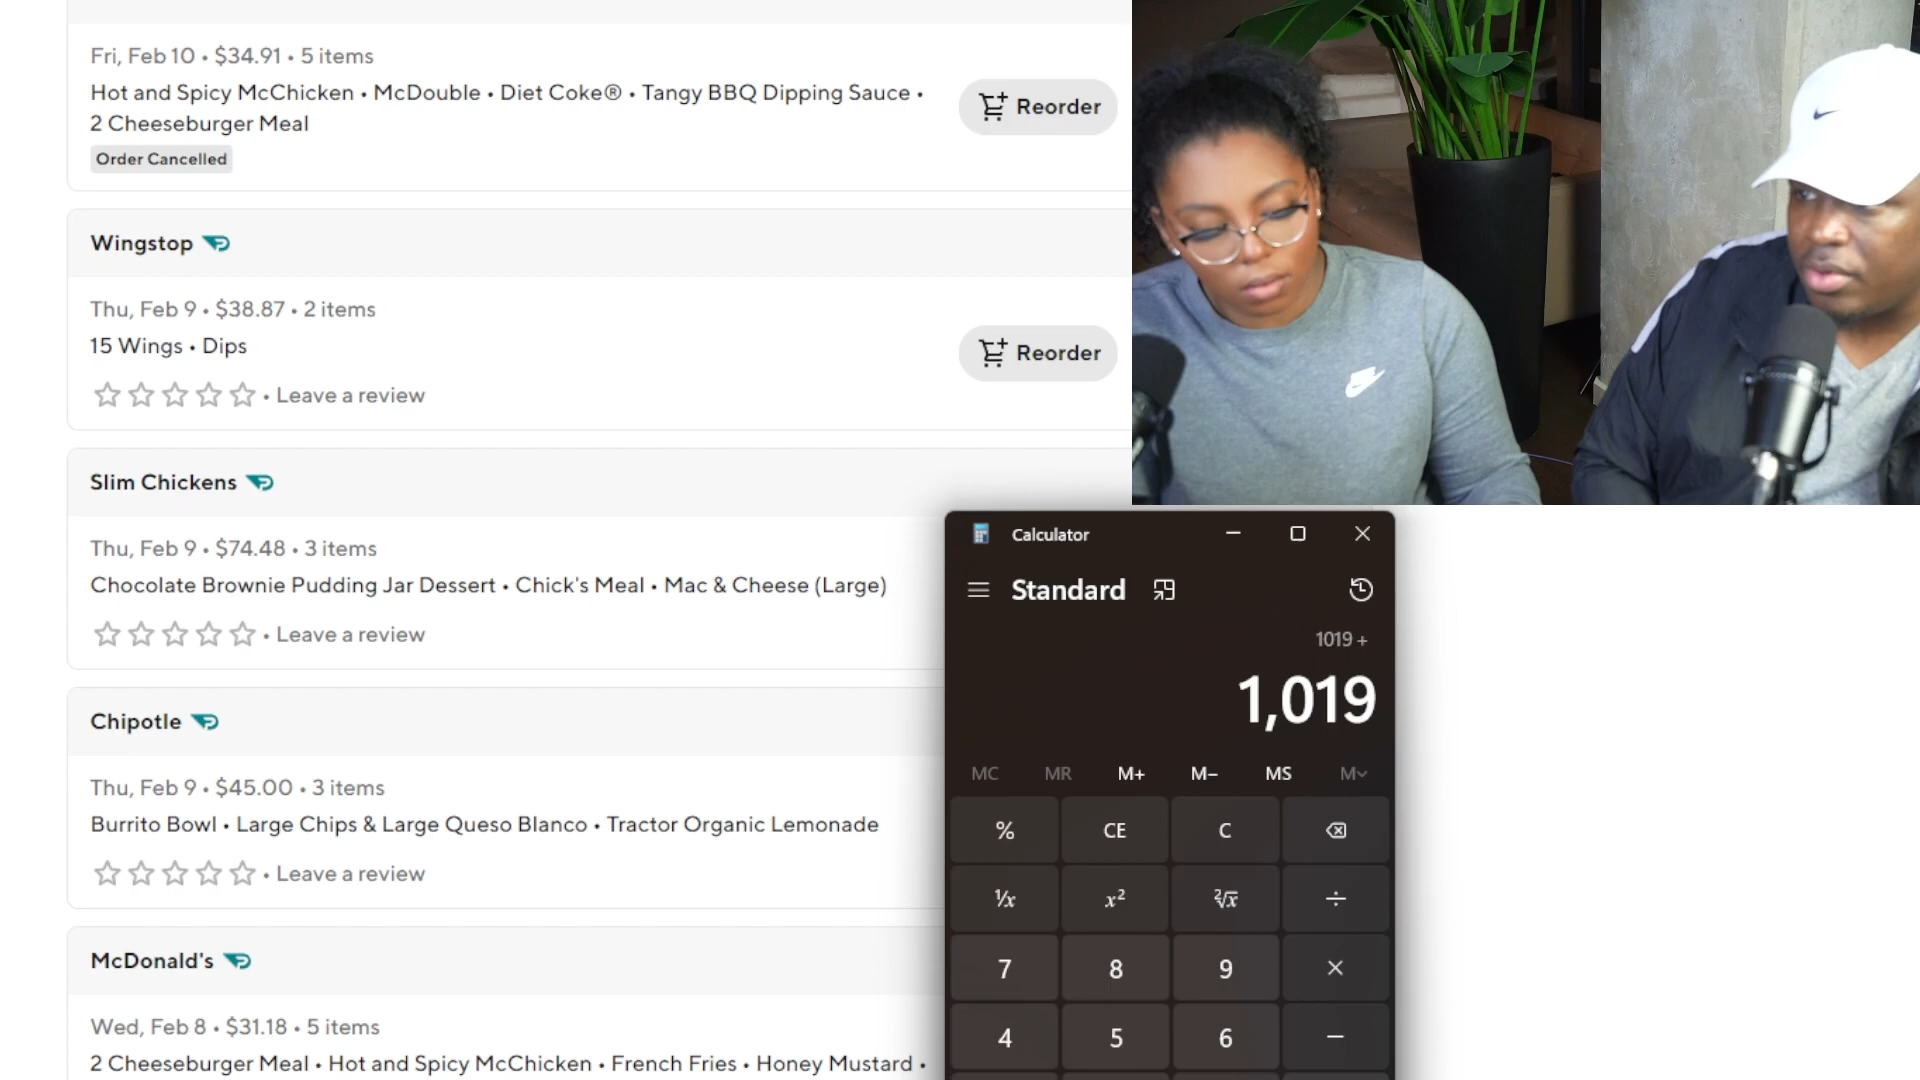 Fri, Feb 10 • $34.91 • 5 items
Hot and Spicy McChicken • McDouble • Diet Coke® • Tangy BBQ Dipping Sauce •
2 Cheeseburger Meal
Order Cancelled
Reorder
Wingstop
Thu, Feb 9 • $38.87 • 2 items
15 Wings • Dips
• Leave a review
Reorder
Slim Chickens
Thu, Feb 9 • $74.48 • 3 items
Chocolate Brownie Pudding Jar Dessert • Chick's Meal • Mac & Cheese (Large)
• Leave a review
Chipotle
Thu, Feb 9 • $45.00 • 3 items
Burrito Bowl • Large Chips & Large Queso Blanco • Tractor Organic Lemonade
• Leave a review
McDonald's
Wed, Feb 8 • $31.18 • 5 items
2 Cheeseburger Meal • Hot and Spicy McChicken • French Fries • Honey Mustard •
Calculator
Standard
1019 +
1,019
MC MR M+ M− MS M
% CE C
¹/x x² ²√x ÷
7 8 9 ×
4 5 6 −